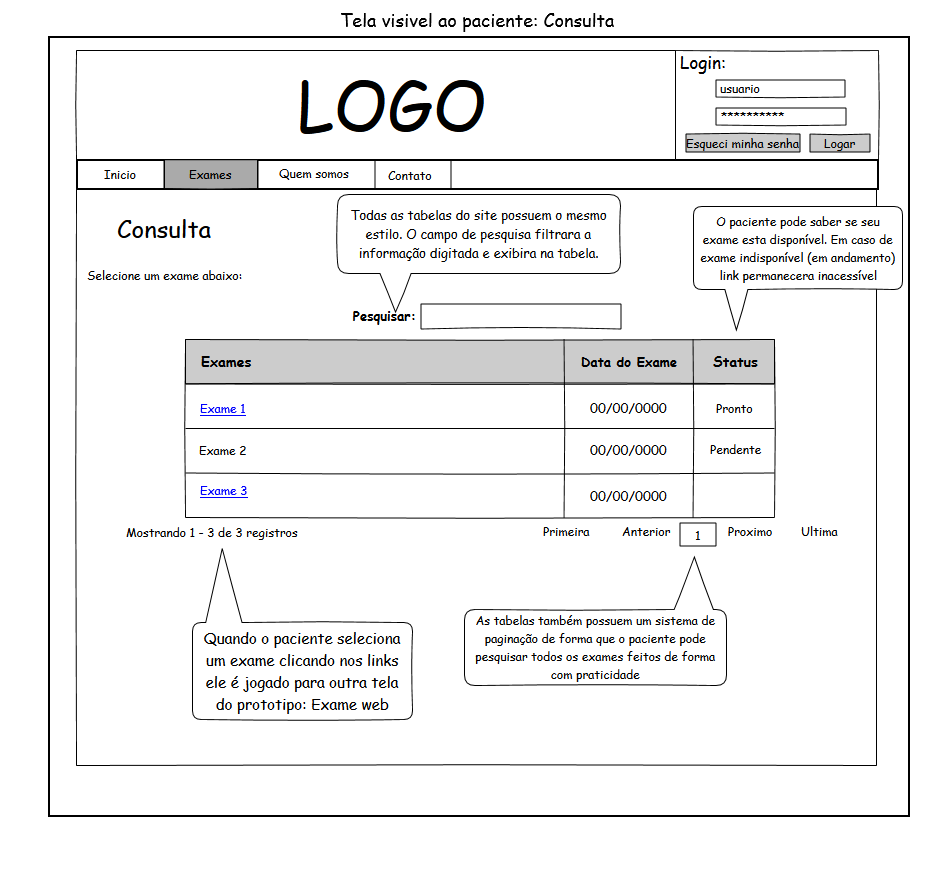 Tela visivel ao paciente: Consulta
LOGO
Login:
usuario
**********
Esqueci minha senha
Logar
Inicio
Exames
Quem somos
Contato
Consulta
Selecione um exame abaixo:
Todas as tabelas do site possuem o mesmo
estilo. O campo de pesquisa filtrara a
informação digitada e exibira na tabela.
O paciente pode saber se seu
exame esta disponível. Em caso de
exame indisponível (em andamento)
link permanecera inacessível
Pesquisar:
Exames Data do Exame Status
Exame 1 00/00/0000 Pronto
Exame 2 00/00/0000 Pendente
Exame 3 00/00/0000
Mostrando 1 - 3 de 3 registros
Primeira Anterior 1 Proximo Ultima
Quando o paciente seleciona
um exame clicando nos links
ele é jogado para outra tela
do prototipo: Exame web
As tabelas também possuem um sistema de
paginação de forma que o paciente pode
pesquisar todos os exames feitos de forma
com praticidade